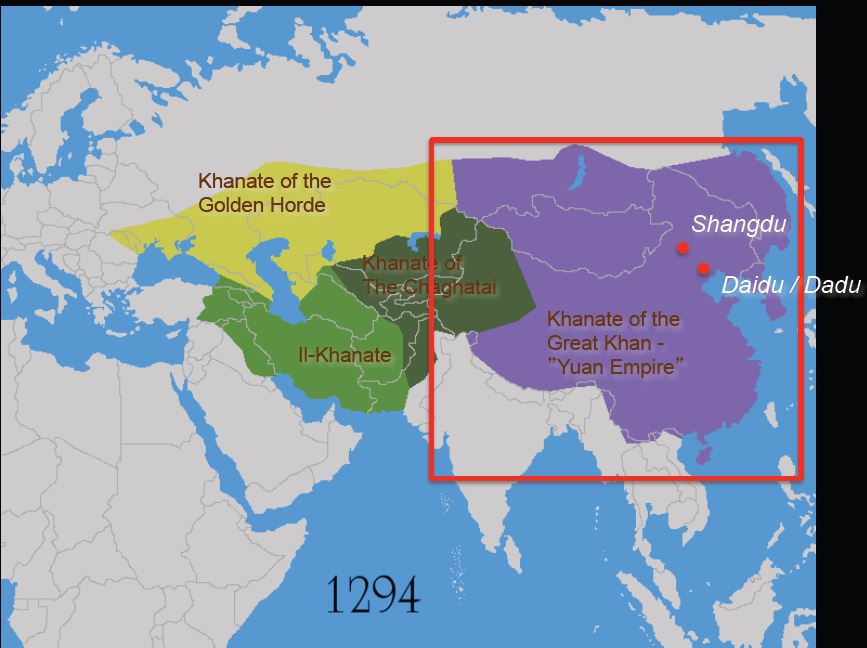 Khanate of the
Golden Horde
Shangdu
Khanate of
The Chaghatai
Daidu / Dadu
Khanate of the
Great Khan -
”Yuan Empire”
Il-Khanate
1294